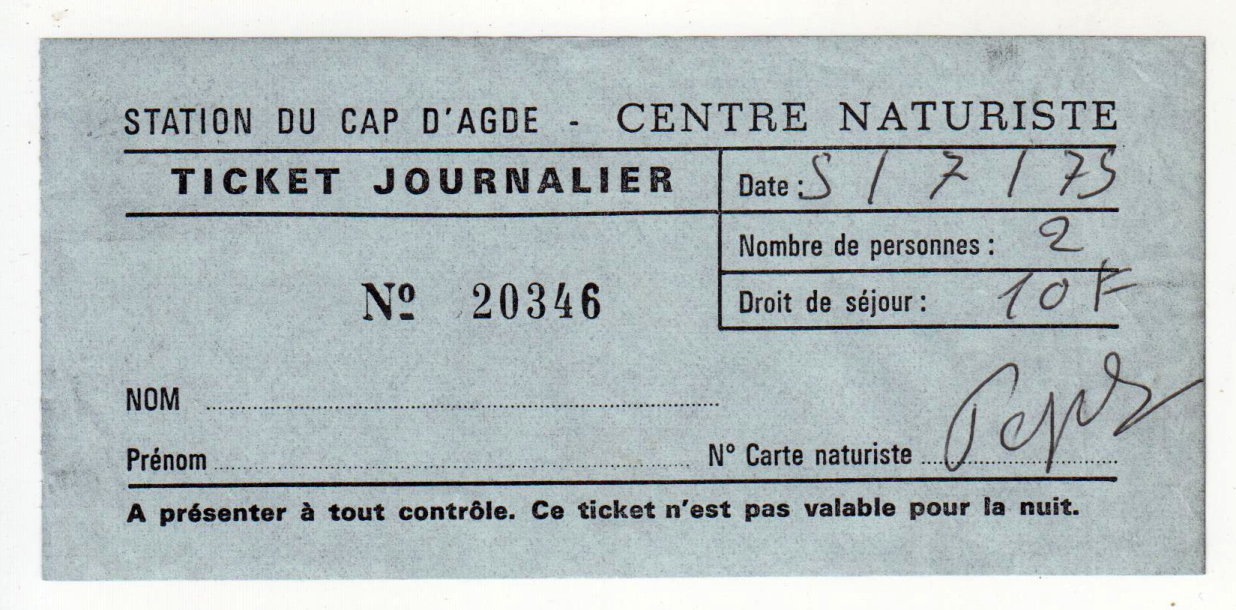 STATION DU CAP D'AGDE - CENTRE NATURISTE
TICKET JOURNALIER
Date : 5 / 7 / 75
Nombre de personnes : 2
Nº 20346
Droit de séjour : 10 F
NOM
Prénom
N° Carte naturiste
A présenter à tout contrôle. Ce ticket n'est pas valable pour la nuit.